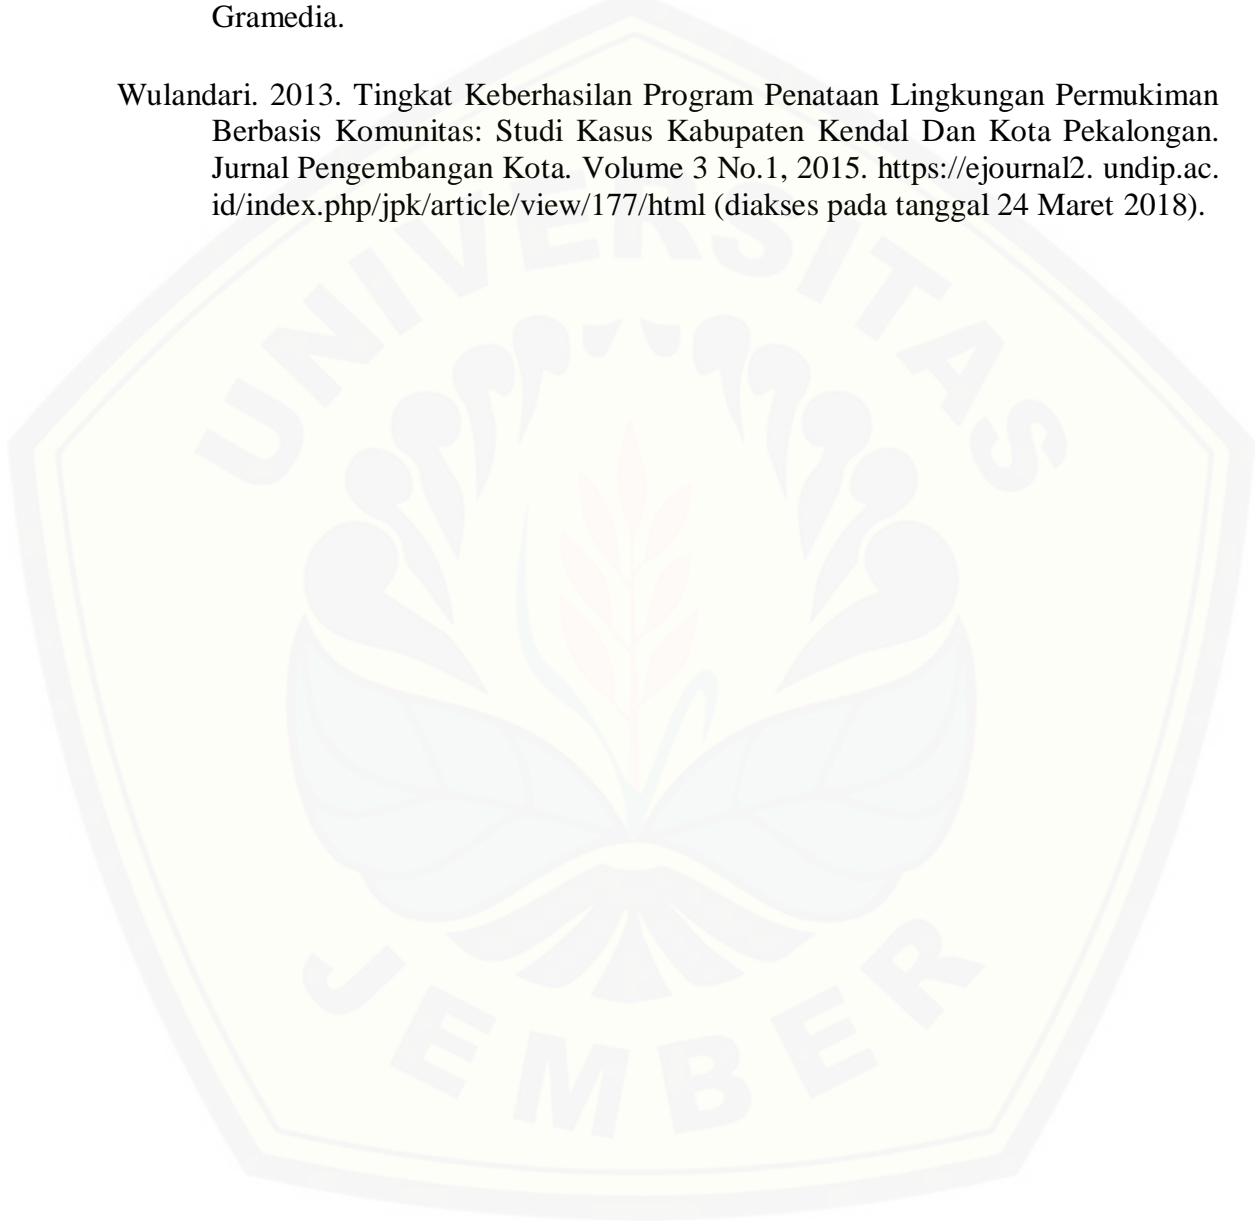 Gramedia.
Wulandari. 2013. Tingkat Keberhasilan Program Penataan Lingkungan Permukiman
Berbasis Komunitas: Studi Kasus Kabupaten Kendal Dan Kota Pekalongan.
Jurnal Pengembangan Kota. Volume 3 No.1, 2015. https://ejournal2. undip.ac.
id/index.php/jpk/article/view/177/html (diakses pada tanggal 24 Maret 2018).
UNIVERSITAS
JEMBER